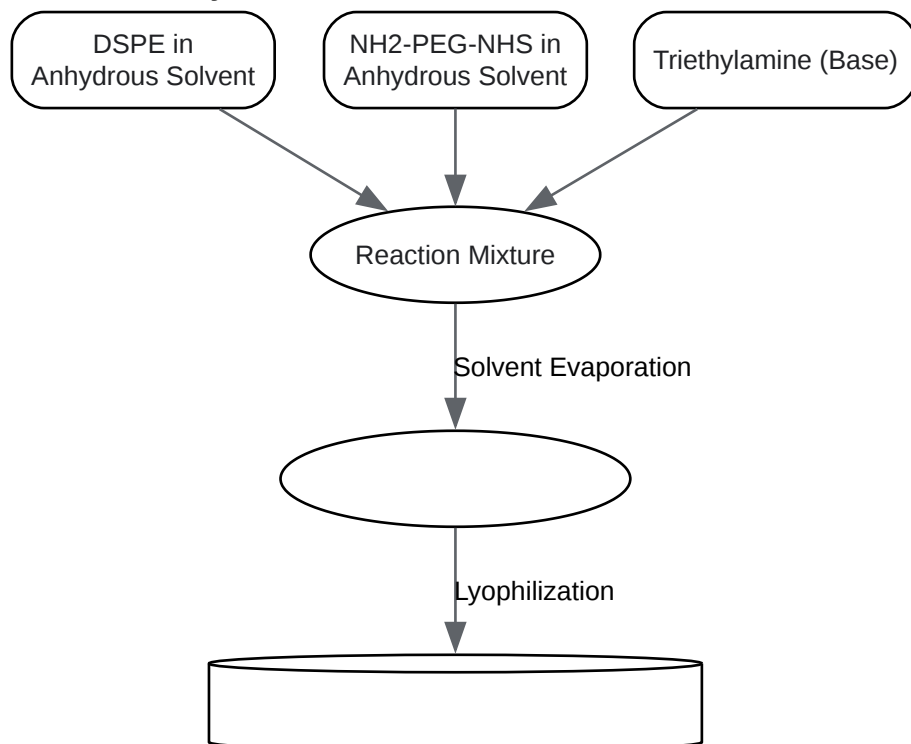 DSPE in
Anhydrous Solvent
NH2-PEG-NHS in
Anhydrous Solvent
Triethylamine (Base)
Reaction Mixture
Solvent Evaporation
Lyophilization